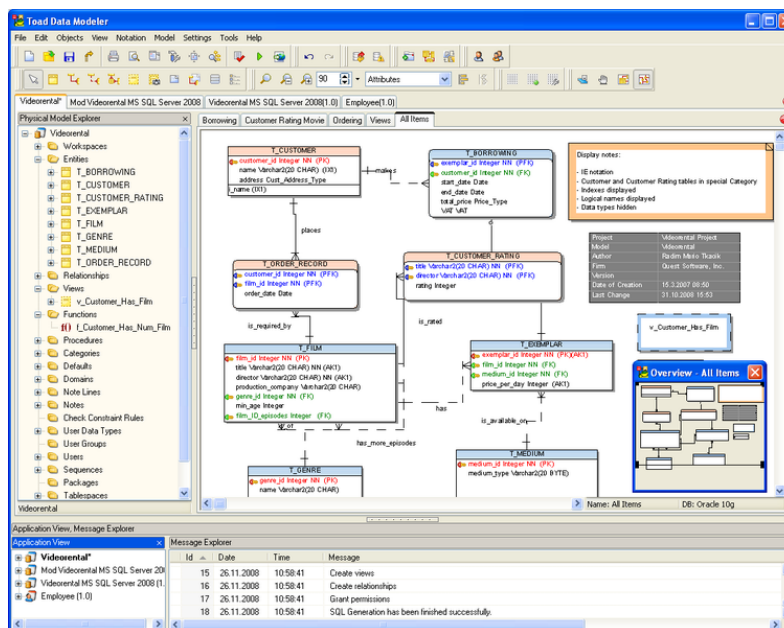 Toad Data Modeler
File Edit Objects View Notation Model Settings Tools Help
90 Attributes
Videorental* Mod Videorental MS SQL Server 2008 Videorental MS SQL Server 2008(1.0) Employee(1.0)
Physical Model Explorer
Videorental
Workspaces
Entities
T_BORROWING
T_CUSTOMER
T_CUSTOMER_RATING
T_EXEMPLAR
T_FILM
T_GENRE
T_MEDIUM
T_ORDER_RECORD
Relationships
Views
v_Customer_Has_Film
Functions
f() f_Customer_Has_Num_Film
Procedures
Categories
Defaults
Domains
Note Lines
Notes
Check Constraint Rules
User Data Types
User Groups
Users
Sequences
Packages
Tablespaces
Videorental
Borrowing Customer Rating Movie Ordering Views All Items
T_CUSTOMER
customer_id Integer NN (PK)
name Varchar2(20 CHAR) (IX1)
address Cust_Address_Type
i_name (IX1)
makes
T_BORROWING
exemplar_id Integer NN (PFK)
customer_id Integer NN (FK)
start_date Date
end_date Date
total_price Price_Type
VAT VAT
Display notes:
- IE notation
- Customer and Customer Rating tables in special Category
- Indexes displayed
- Logical names displayed
- Data types hidden
places
T_ORDER_RECORD
customer_id Integer NN (PFK)
film_id Integer NN (PFK)
order_date Date
T_CUSTOMER_RATING
title Varchar2(20 CHAR) NN (PFK)
director Varchar2(20 CHAR) NN (PFK)
rating Integer
Project Videorental Project
Model Videorental
Author
Firm Quest Software, Inc.
Version
Date of Creation 15.3.2007 08:50
Last Change 31.10.2008 15:53
is_required_by
is_rated
v_Customer_Has_Film
T_FILM
film_id Integer NN (PK)
title Varchar2(20 CHAR) NN (AK1)
director Varchar2(20 CHAR) NN (AK1)
production_company Varchar2(20 CHAR)
genre_id Integer NN (FK)
min_age Integer
film_ID_episodes Integer (FK)
T_EXEMPLAR
exemplar_id Integer NN (PK)(AK1)
film_id Integer NN (FK)
medium_id Integer NN (FK)
price_per_day Integer (AK1)
Overview - All Items
has
is_of
has_more_episodes
is_available_on
T_GENRE
genre_id Integer NN (PK)
name Varchar2(20 CHAR)
T_MEDIUM
medium_id Integer NN (PK)
medium_type Varchar2(20 BYTE)
Name: All Items DB: Oracle 10g
Application View, Message Explorer
Application View
Videorental*
Mod Videorental MS SQL Server 20
Videorental MS SQL Server 2008 (1.
Employee (1.0)
Message Explorer
Id Date Time Message
15 26.11.2008 10:58:41 Create views
16 26.11.2008 10:58:41 Create relationships
17 26.11.2008 10:58:41 Grant permissions
18 26.11.2008 10:58:41 SQL Generation has been finished successfully.